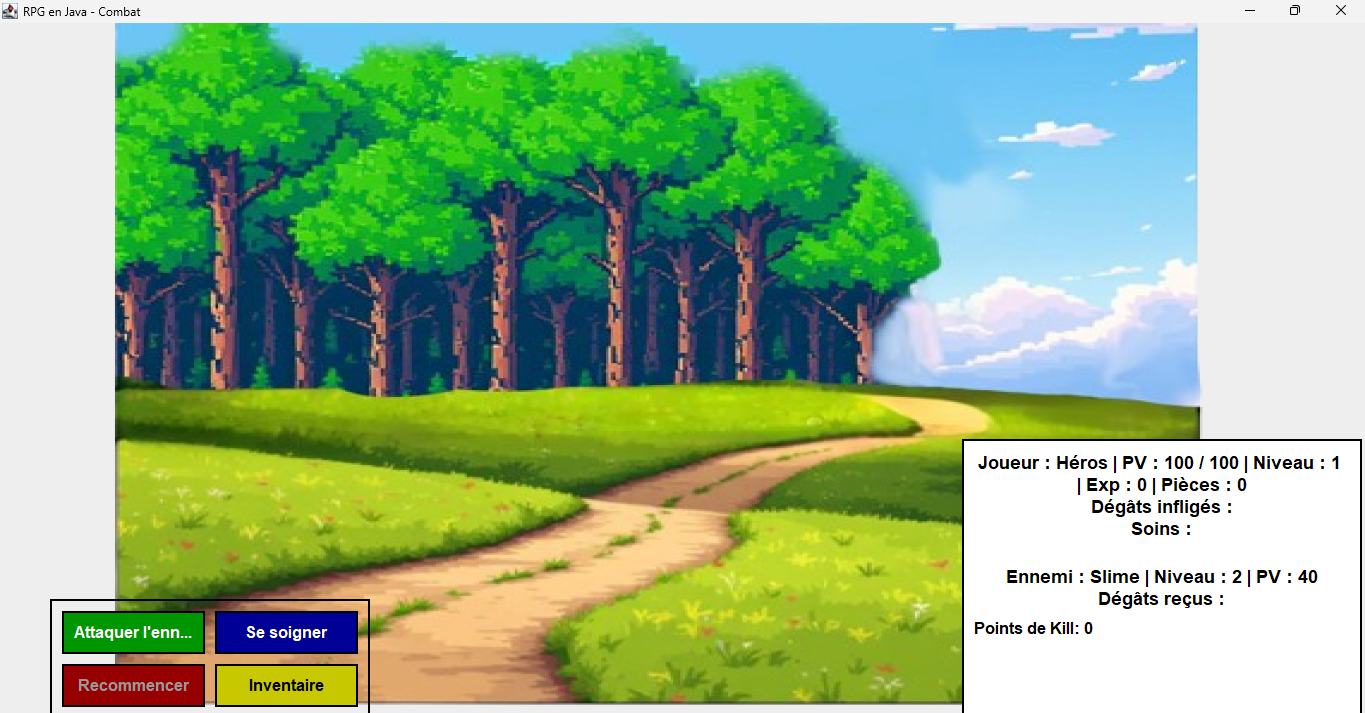 RPG en Java - Combat
Joueur : Héros | PV : 100 / 100 | Niveau : 1
| Exp : 0 | Pièces : 0
Dégâts infligés :
Soins :
Ennemi : Slime | Niveau : 2 | PV : 40
Dégâts reçus :
Points de Kill: 0
Attaquer l'enn...
Se soigner
Recommencer
Inventaire